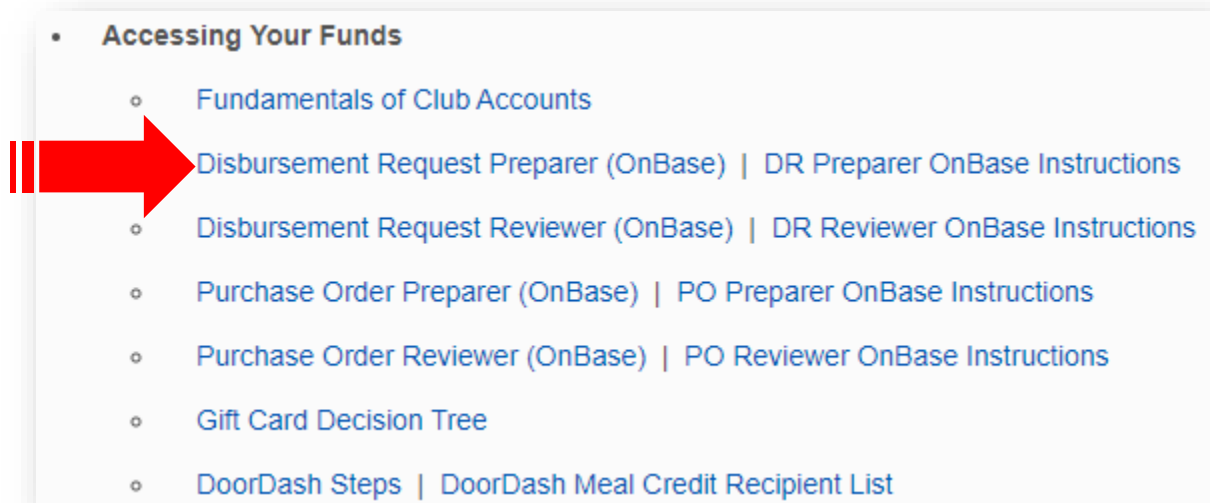 • Accessing Your Funds
◦ Fundamentals of Club Accounts
Disbursement Request Preparer (OnBase) | DR Preparer OnBase Instructions
◦ Disbursement Request Reviewer (OnBase) | DR Reviewer OnBase Instructions
◦ Purchase Order Preparer (OnBase) | PO Preparer OnBase Instructions
◦ Purchase Order Reviewer (OnBase) | PO Reviewer OnBase Instructions
◦ Gift Card Decision Tree
◦ DoorDash Steps | DoorDash Meal Credit Recipient List